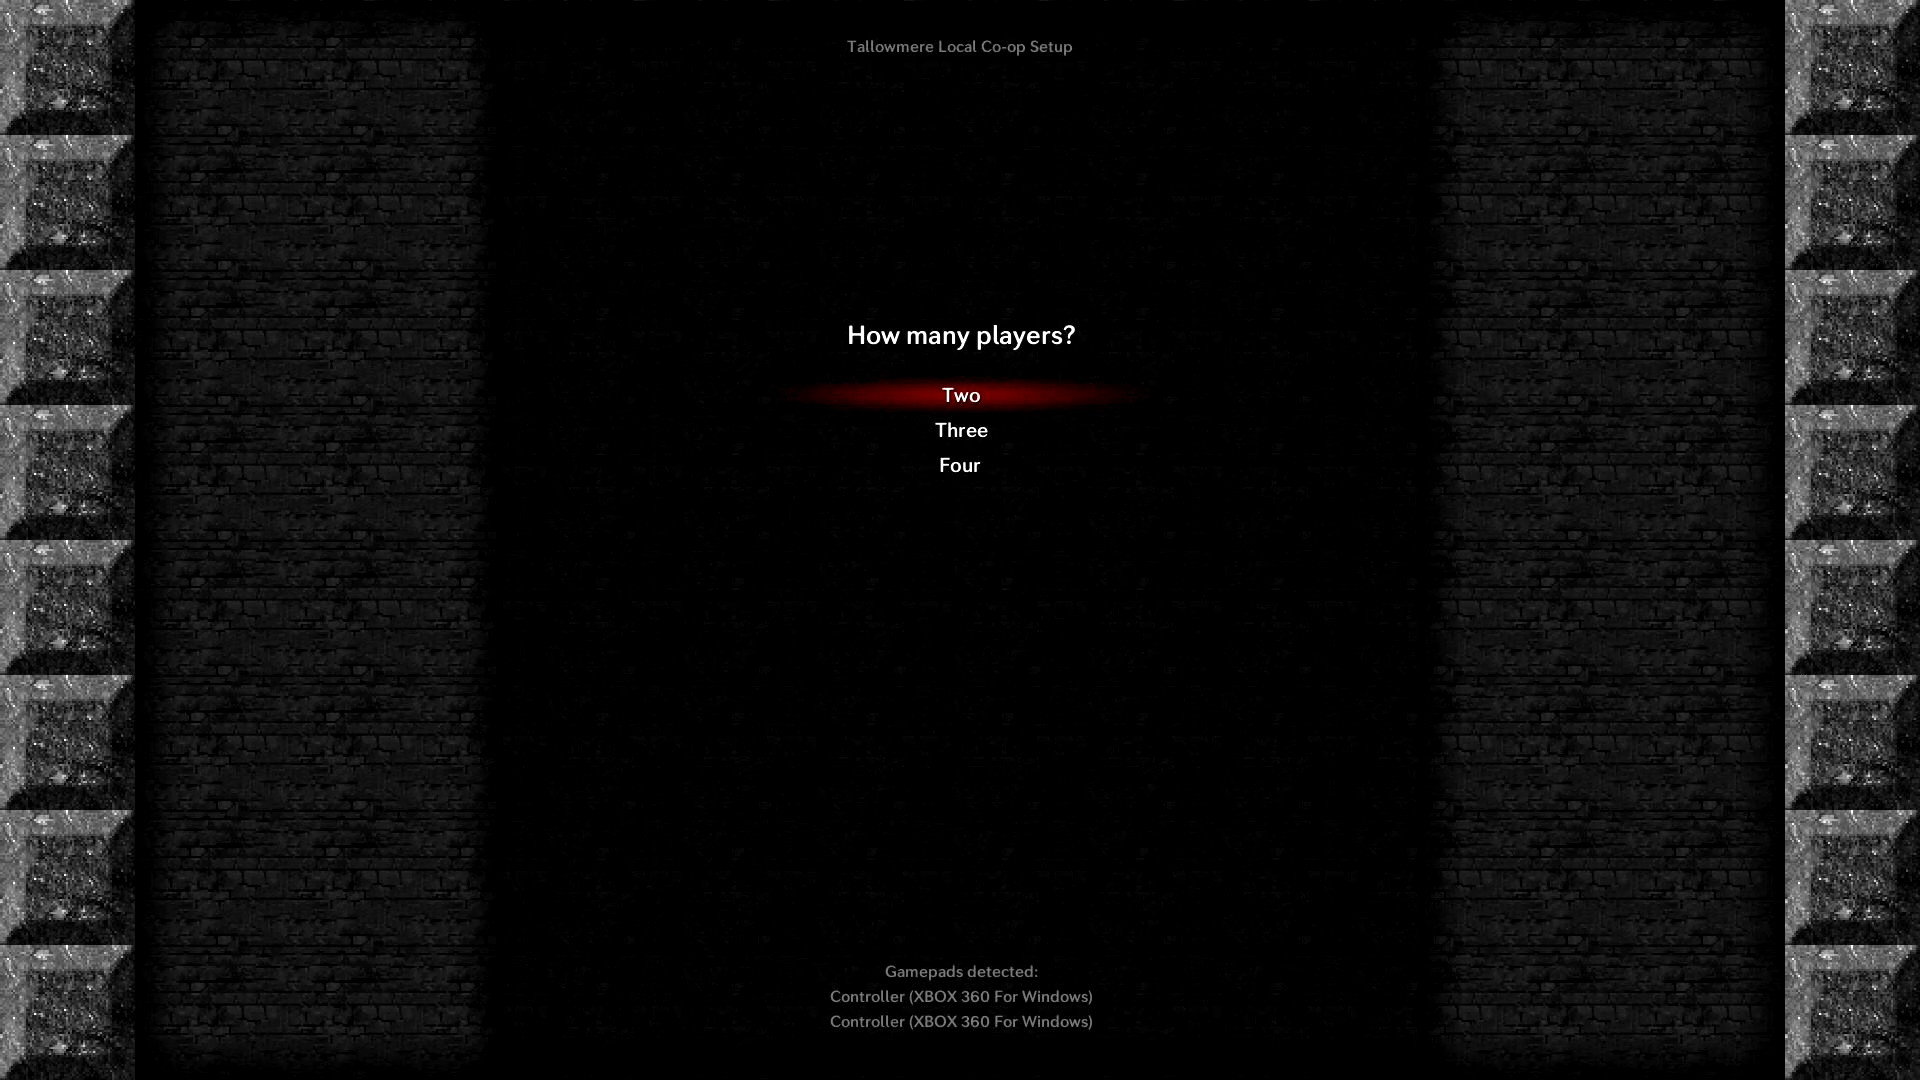 Tallowmere Local Co-op Setup
How many players?
Two
Three
Four
Gamepads detected:
Controller (XBOX 360 For Windows)
Controller (XBOX 360 For Windows)